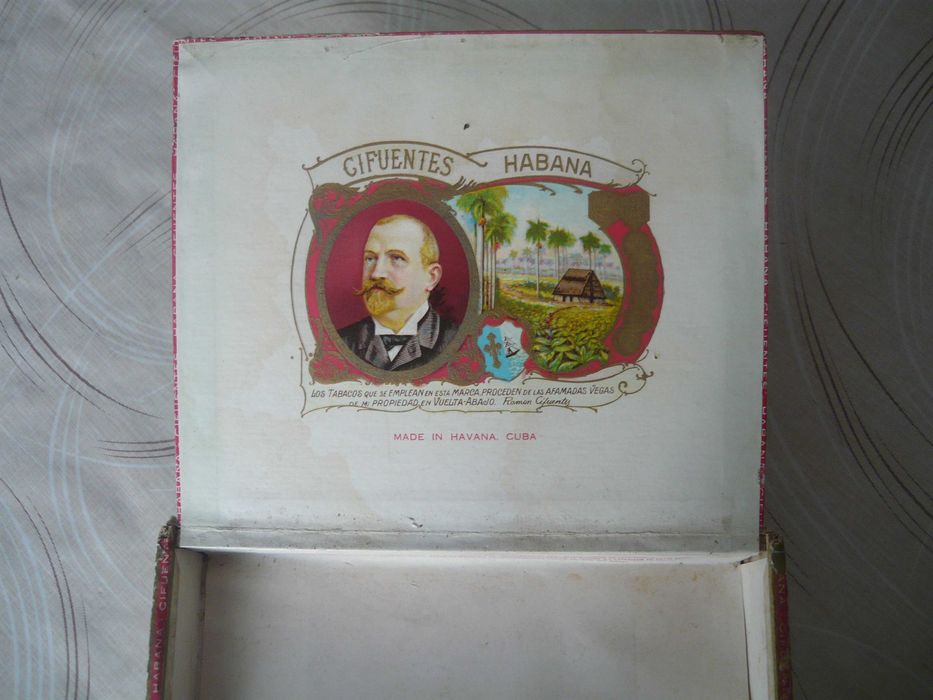 CIFUENTES HABANA
LOS TABACOS QUE SE EMPLEAN EN ESTA MARCA, PROCEDEN DE LAS AFAMADAS VEGAS
DE MI PROPIEDAD, EN VUELTA-ABAJO. Ramon Cifuentes
MADE IN HAVANA, CUBA
HABANA CIFUENTES